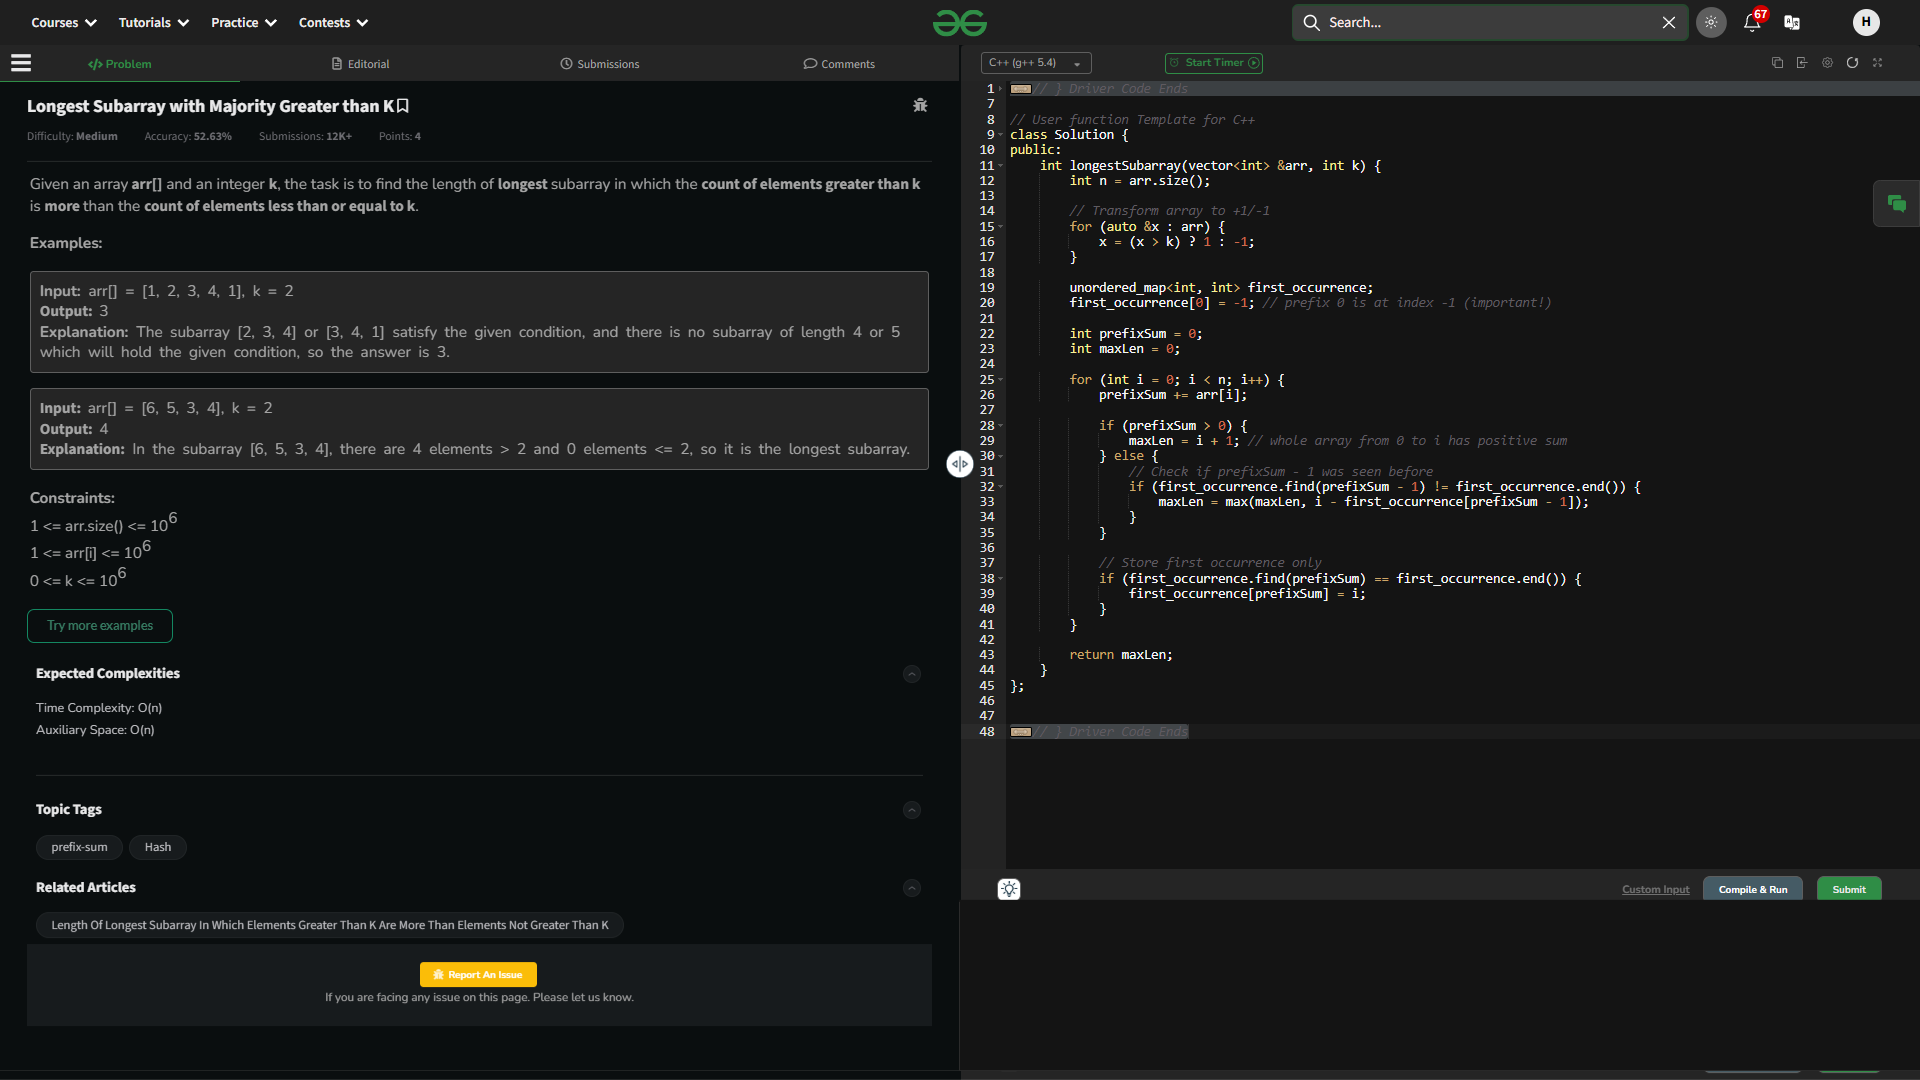 Courses Tutorials Practice Contests Search... 67 H
Problem Editorial Submissions Comments
C++ (g++ 5.4) Start Timer
Longest Subarray with Majority Greater than K
Difficulty: Medium Accuracy: 52.63% Submissions: 12K+ Points: 4
Given an array arr[] and an integer k, the task is to find the length of longest subarray in which the count of elements greater than k
is more than the count of elements less than or equal to k.
Examples:
Input: arr[] = [1, 2, 3, 4, 1], k = 2
Output: 3
Explanation: The subarray [2, 3, 4] or [3, 4, 1] satisfy the given condition, and there is no subarray of length 4 or 5
which will hold the given condition, so the answer is 3.
Input: arr[] = [6, 5, 3, 4], k = 2
Output: 4
Explanation: In the subarray [6, 5, 3, 4], there are 4 elements > 2 and 0 elements <= 2, so it is the longest subarray.
Constraints:
1 <= arr.size() <= 10^6
1 <= arr[i] <= 10^6
0 <= k <= 10^6
Try more examples
Expected Complexities
Time Complexity: O(n)
Auxiliary Space: O(n)
Topic Tags
prefix-sum Hash
Related Articles
Length Of Longest Subarray In Which Elements Greater Than K Are More Than Elements Not Greater Than K
Report An Issue
If you are facing any issue on this page. Please let us know.
1 // } Driver Code Ends
7
8 // User function Template for C++
9 class Solution {
10 public:
11 int longestSubarray(vector<int> &arr, int k) {
12 int n = arr.size();
13
14 // Transform array to +1/-1
15 for (auto &x : arr) {
16 x = (x > k) ? 1 : -1;
17 }
18
19 unordered_map<int, int> first_occurrence;
20 first_occurrence[0] = -1; // prefix 0 is at index -1 (important!)
21
22 int prefixSum = 0;
23 int maxLen = 0;
24
25 for (int i = 0; i < n; i++) {
26 prefixSum += arr[i];
27
28 if (prefixSum > 0) {
29 maxLen = i + 1; // whole array from 0 to i has positive sum
30 } else {
31 // Check if prefixSum - 1 was seen before
32 if (first_occurrence.find(prefixSum - 1) != first_occurrence.end()) {
33 maxLen = max(maxLen, i - first_occurrence[prefixSum - 1]);
34 }
35 }
36
37 // Store first occurrence only
38 if (first_occurrence.find(prefixSum) == first_occurrence.end()) {
39 first_occurrence[prefixSum] = i;
40 }
41 }
42
43 return maxLen;
44 }
45 };
46
47
48 // } Driver Code Ends
Custom Input Compile & Run Submit